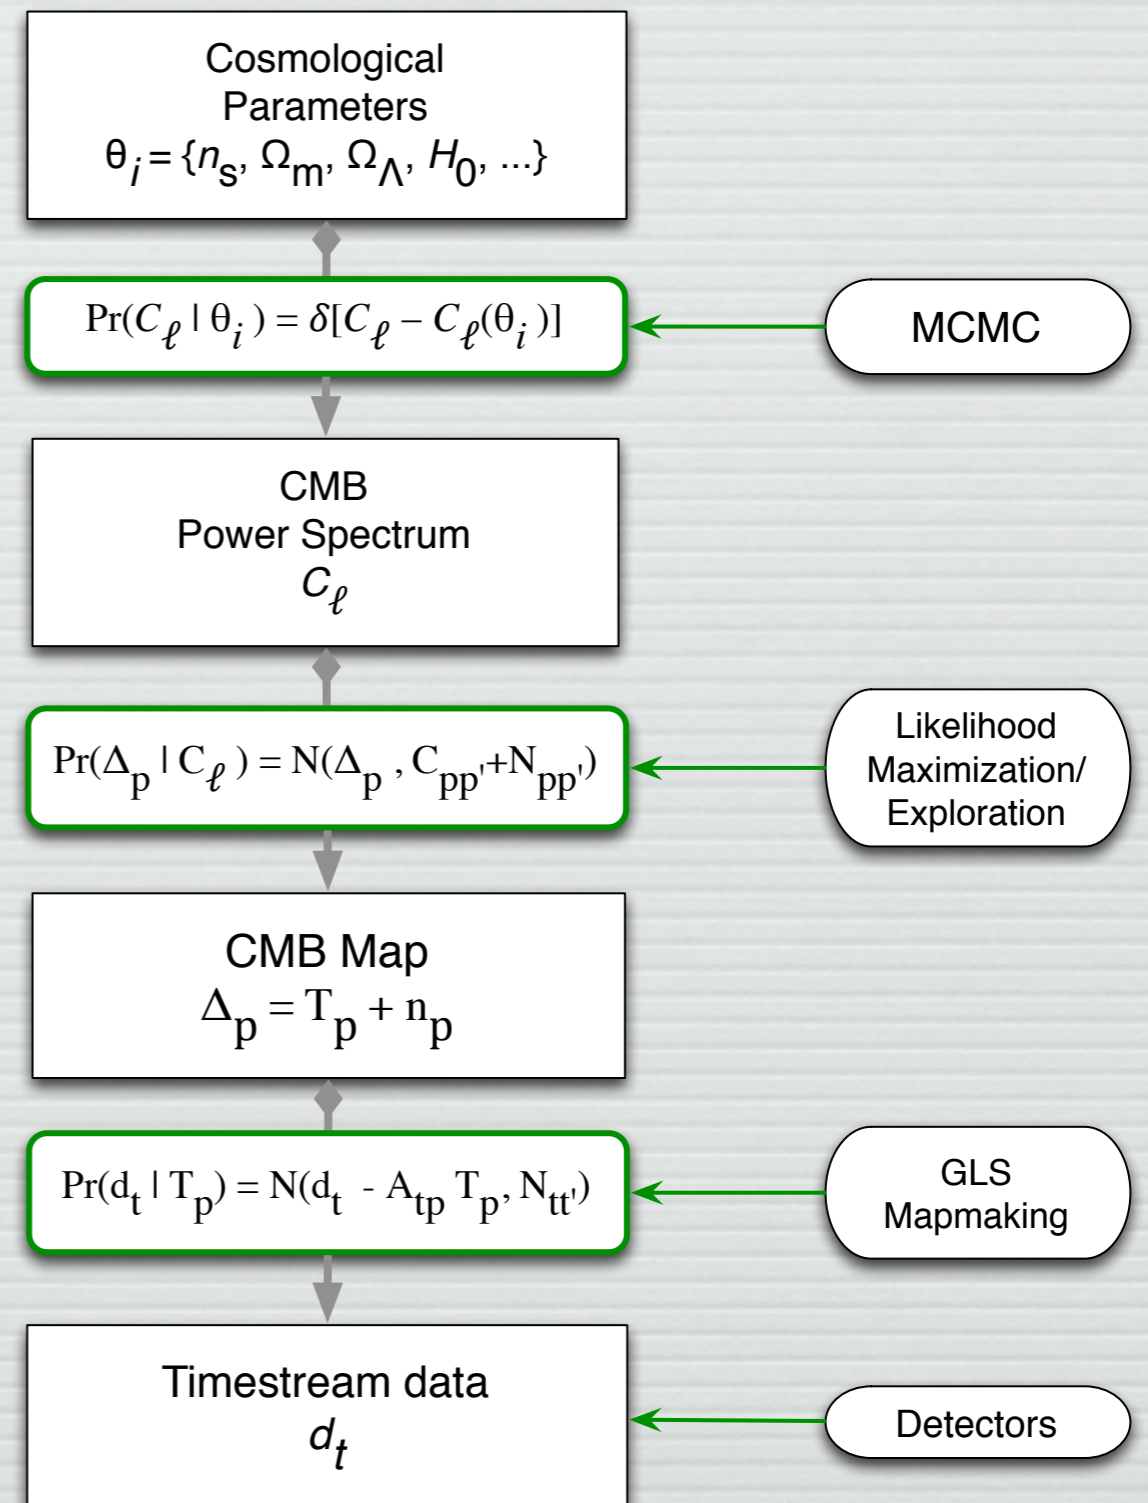 Cosmological
Parameters
θ_i = {n_s, Ω_m, Ω_Λ, H_0, ...}
Pr(C_ℓ | θ_i) = δ[C_ℓ – C_ℓ(θ_i)]
MCMC
CMB
Power Spectrum
C_ℓ
Pr(Δ_p | C_ℓ) = N(Δ_p , C_pp'+N_pp')
Likelihood
Maximization/
Exploration
CMB Map
Δ_p = T_p + n_p
Pr(d_t | T_p) = N(d_t - A_tp T_p, N_tt')
GLS
Mapmaking
Timestream data
d_t
Detectors